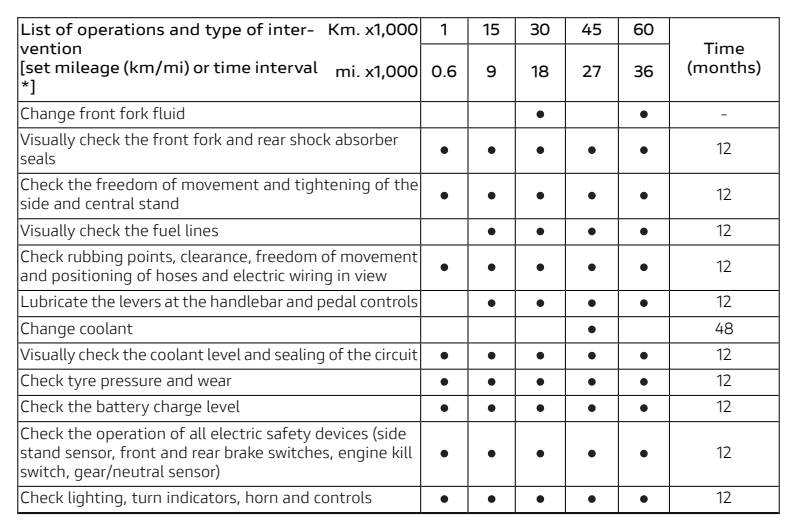 List of operations and type of inter- Km. x1,000 1 15 30 45 60 Time (months)
vention
[set mileage (km/mi) or time interval mi. x1,000 0.6 9 18 27 36
*]
Change front fork fluid ● ● -
Visually check the front fork and rear shock absorber
seals ● ● ● ● ● 12
Check the freedom of movement and tightening of the
side and central stand ● ● ● ● ● 12
Visually check the fuel lines ● ● ● ● 12
Check rubbing points, clearance, freedom of movement
and positioning of hoses and electric wiring in view ● ● ● ● ● 12
Lubricate the levers at the handlebar and pedal controls ● ● ● ● 12
Change coolant ● 48
Visually check the coolant level and sealing of the circuit ● ● ● ● ● 12
Check tyre pressure and wear ● ● ● ● ● 12
Check the battery charge level ● ● ● ● ● 12
Check the operation of all electric safety devices (side
stand sensor, front and rear brake switches, engine kill ● ● ● ● ● 12
switch, gear/neutral sensor)
Check lighting, turn indicators, horn and controls ● ● ● ● ● 12